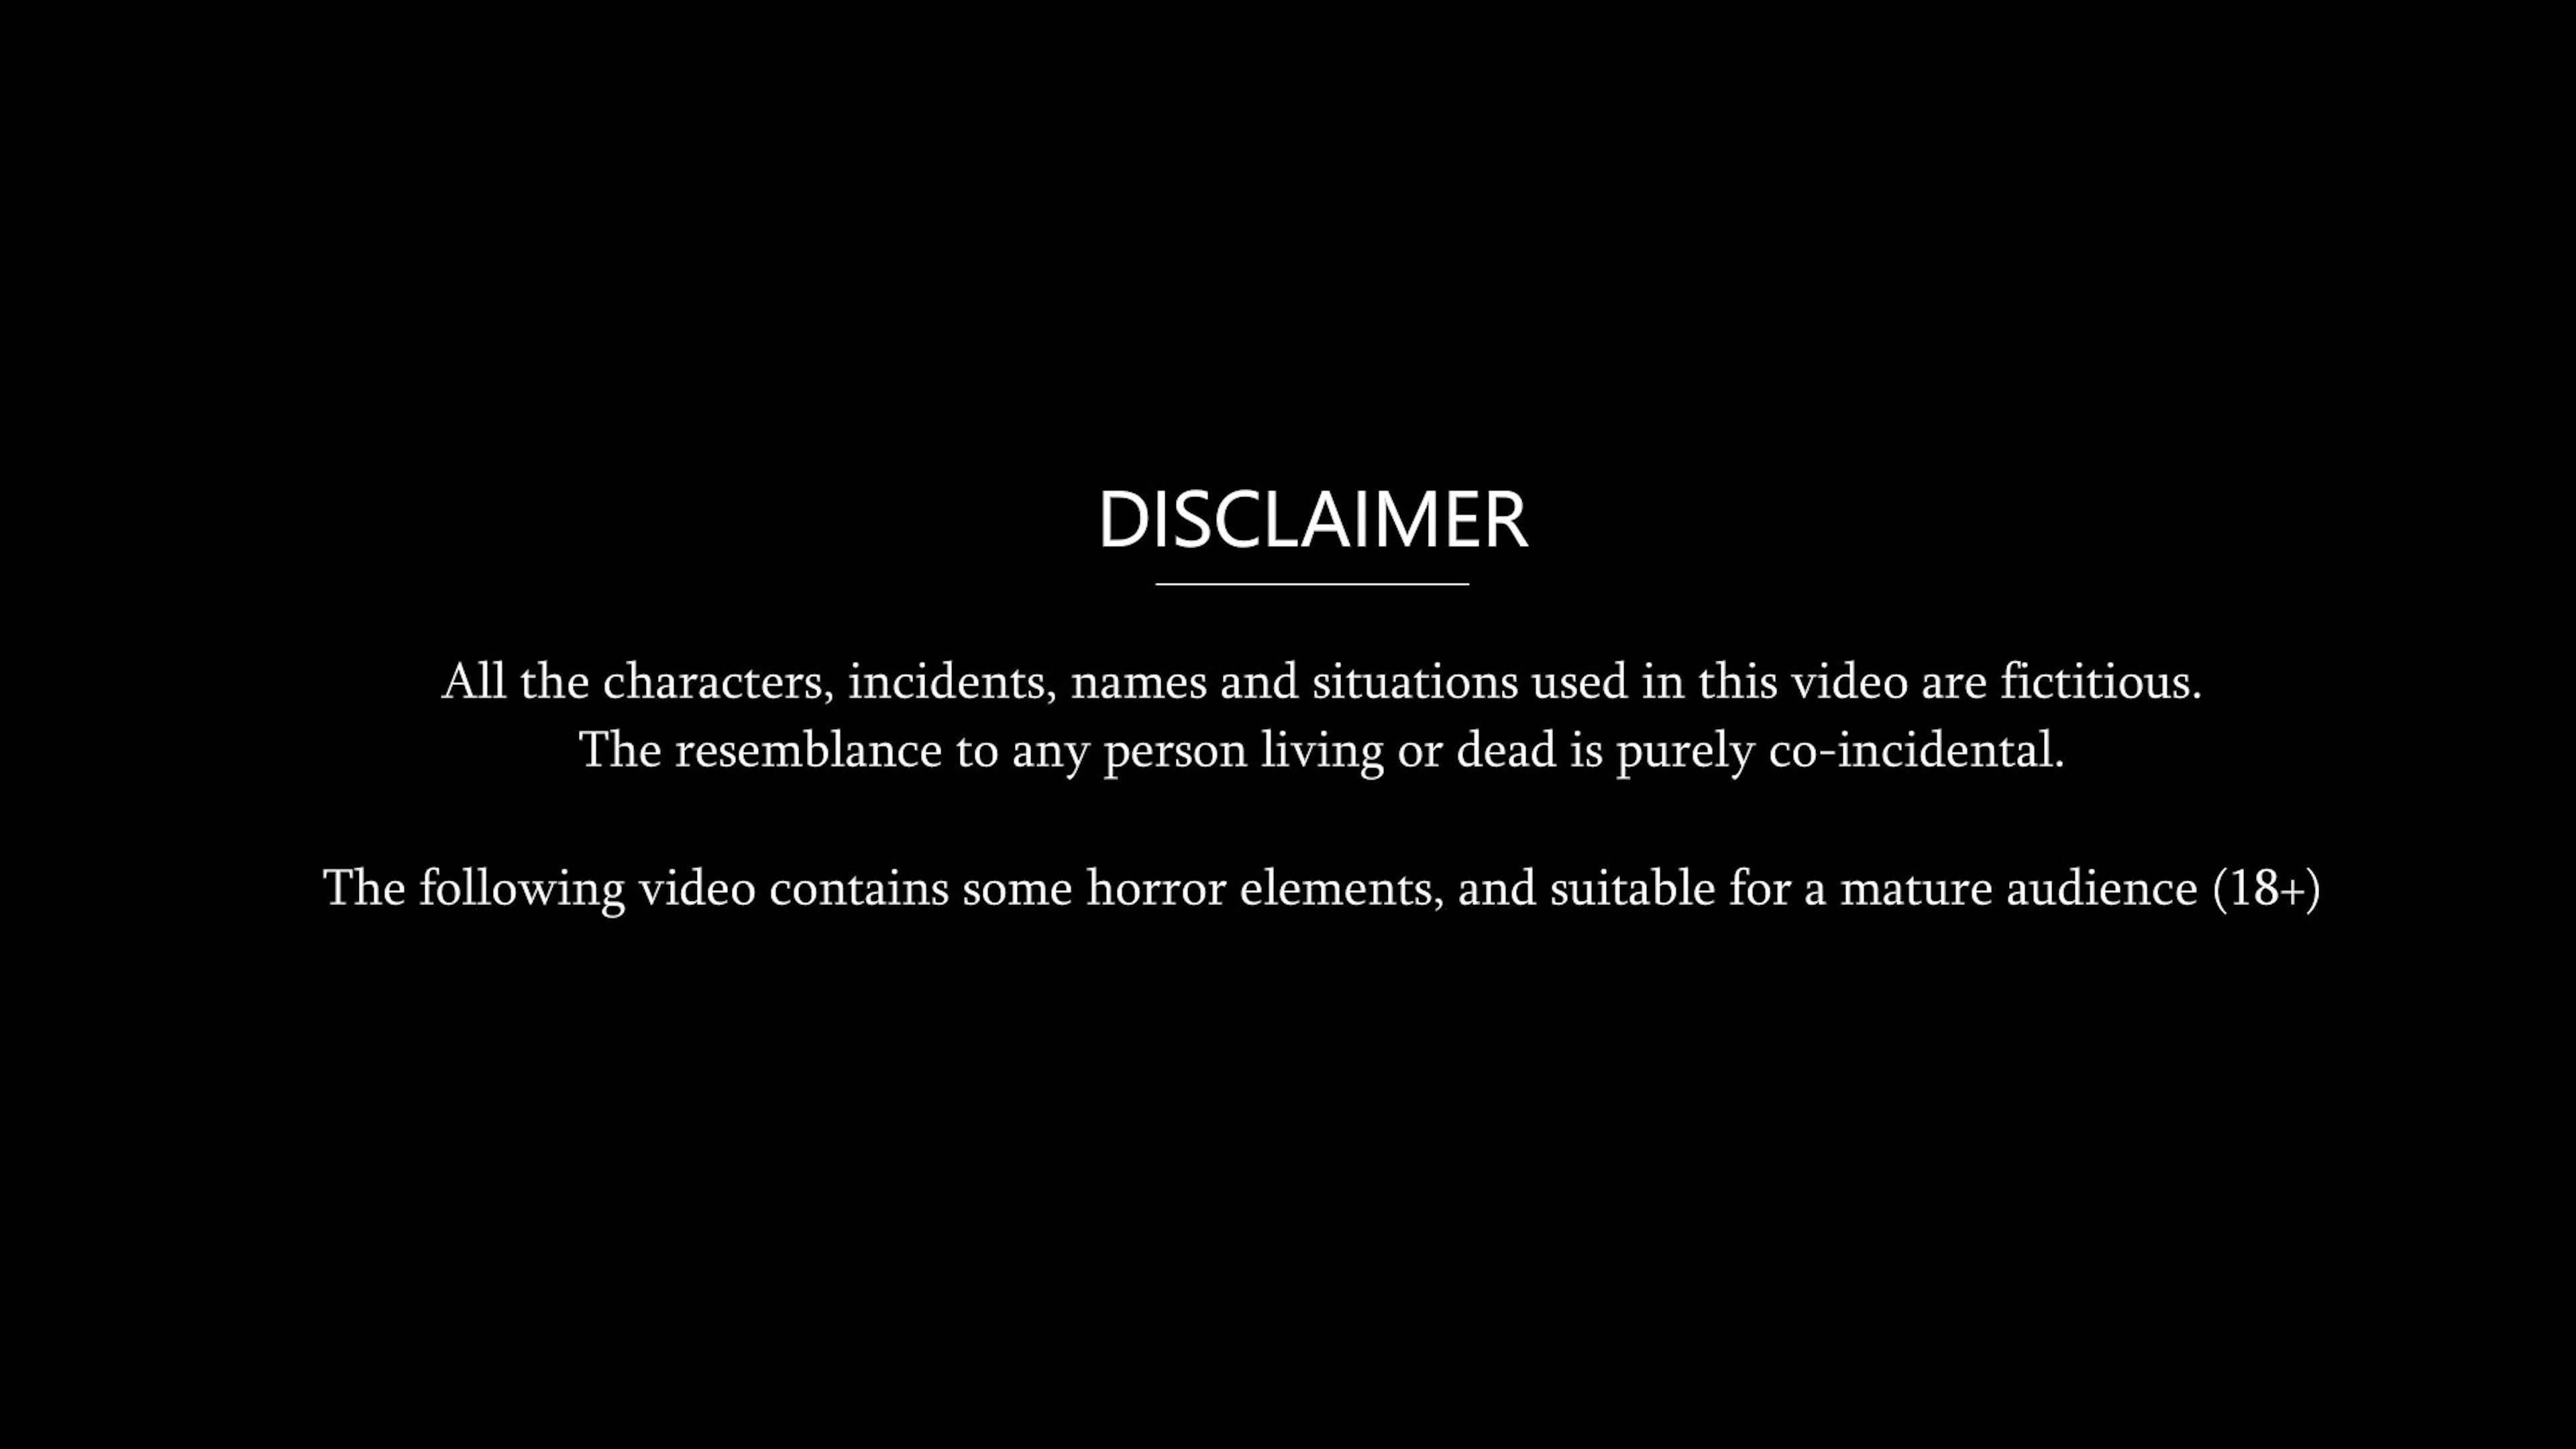 DISCLAIMER
All the characters, incidents, names and situations used in this video are fictitious.
The resemblance to any person living or dead is purely co-incidental.
The following video contains some horror elements, and suitable for a mature audience (18+)